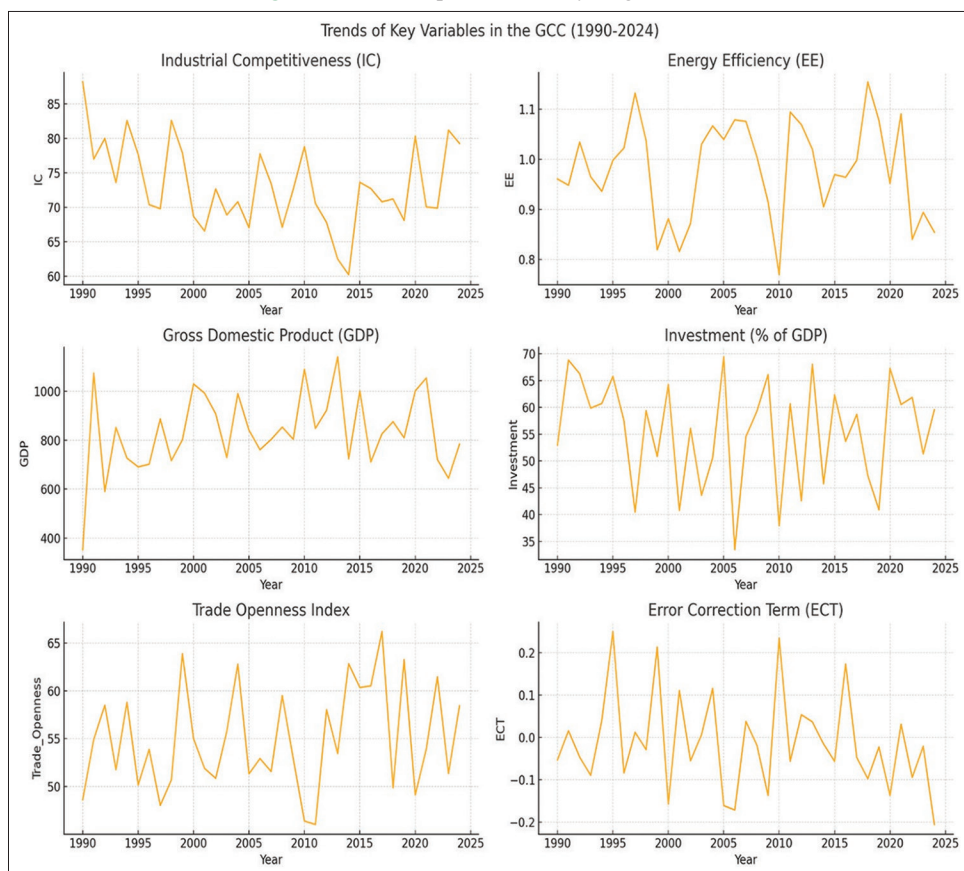 Trends of Key Variables in the GCC (1990-2024)
Industrial Competitiveness (IC)
85
80
75
70
65
60
IC
1990 1995 2000 2005 2010 2015 2020 2025
Year
Energy Efficiency (EE)
1.1
1.0
0.9
0.8
EE
1990 1995 2000 2005 2010 2015 2020 2025
Year
Gross Domestic Product (GDP)
1000
800
600
400
GDP
1990 1995 2000 2005 2010 2015 2020 2025
Year
Investment (% of GDP)
70
65
60
55
50
45
40
35
Investment
1990 1995 2000 2005 2010 2015 2020 2025
Year
Trade Openness Index
65
60
55
50
Trade_Openness
1990 1995 2000 2005 2010 2015 2020 2025
Year
Error Correction Term (ECT)
0.2
0.1
0.0
−0.1
−0.2
ECT
1990 1995 2000 2005 2010 2015 2020 2025
Year